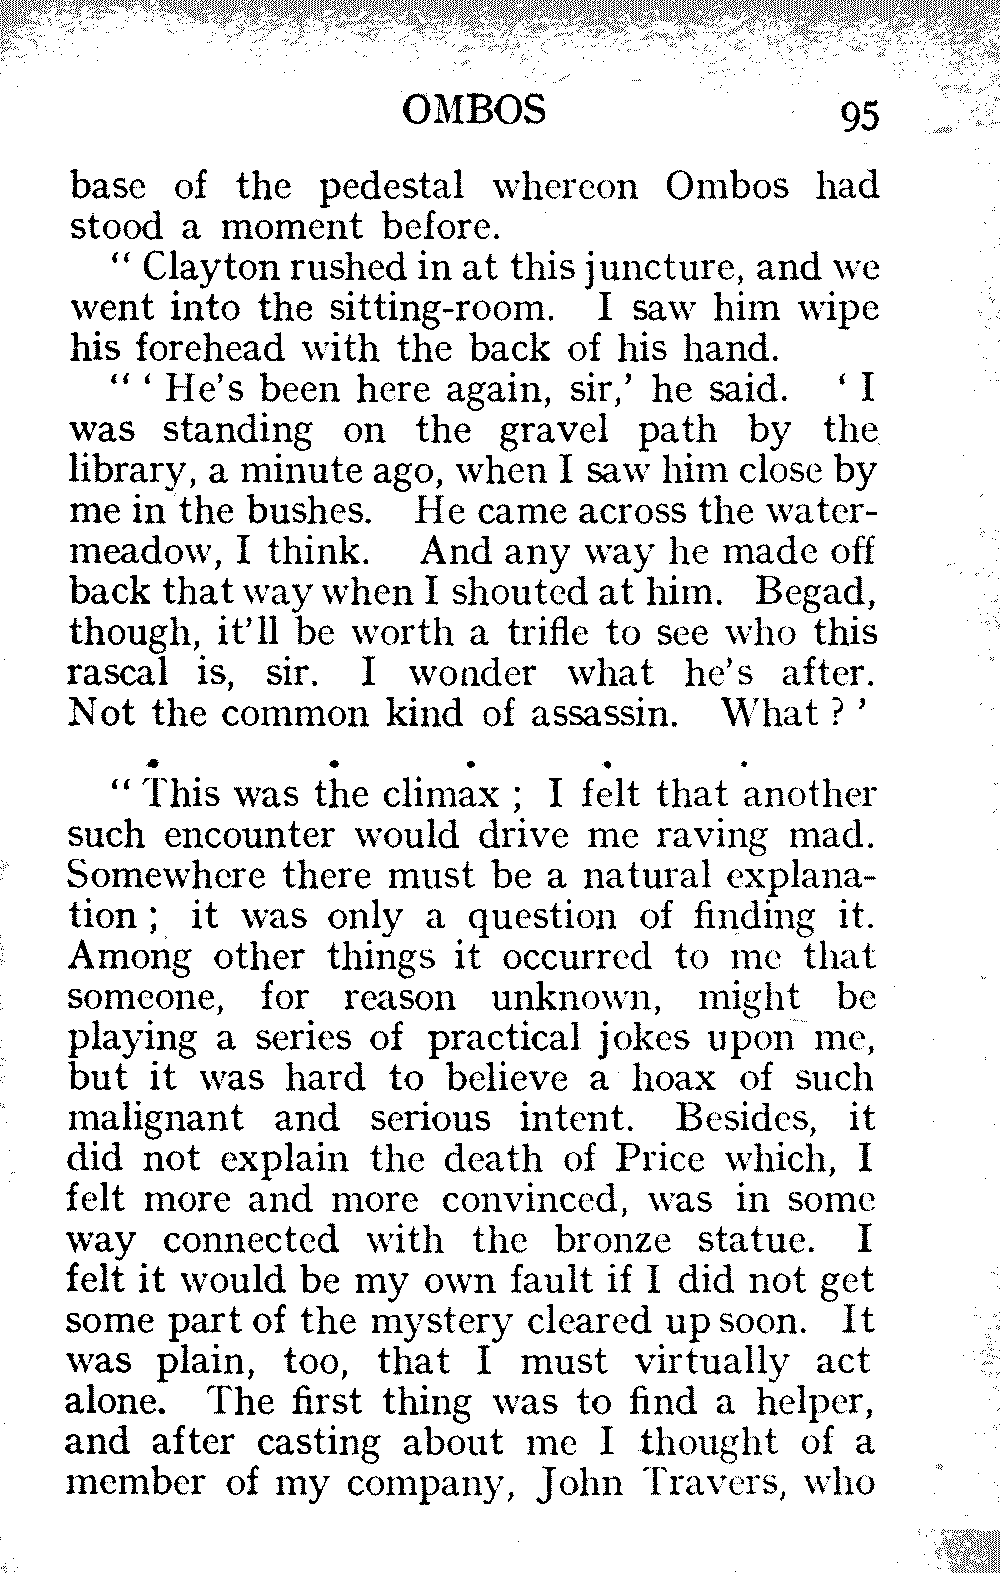 OMBOS 95
base of the pedestal whereon Ombos had
stood a moment before.
" Clayton rushed in at this juncture, and we
went into the sitting-room. I saw him wipe
his forehead with the back of his hand.
" ' He's been here again, sir,' he said. ' I
was standing on the gravel path by the
library, a minute ago, when I saw him close by
me in the bushes. He came across the water-
meadow, I think. And any way he made off
back that way when I shouted at him. Begad,
though, it'll be worth a trifle to see who this
rascal is, sir. I wonder what he's after.
Not the common kind of assassin. What ? '
. . . . .
" This was the climax ; I felt that another
such encounter would drive me raving mad.
Somewhere there must be a natural explana-
tion ; it was only a question of finding it.
Among other things it occurred to me that
someone, for reason unknown, might be
playing a series of practical jokes upon me,
but it was hard to believe a hoax of such
malignant and serious intent. Besides, it
did not explain the death of Price which, I
felt more and more convinced, was in some
way connected with the bronze statue. I
felt it would be my own fault if I did not get
some part of the mystery cleared up soon. It
was plain, too, that I must virtually act
alone. The first thing was to find a helper,
and after casting about me I thought of a
member of my company, John Travers, who